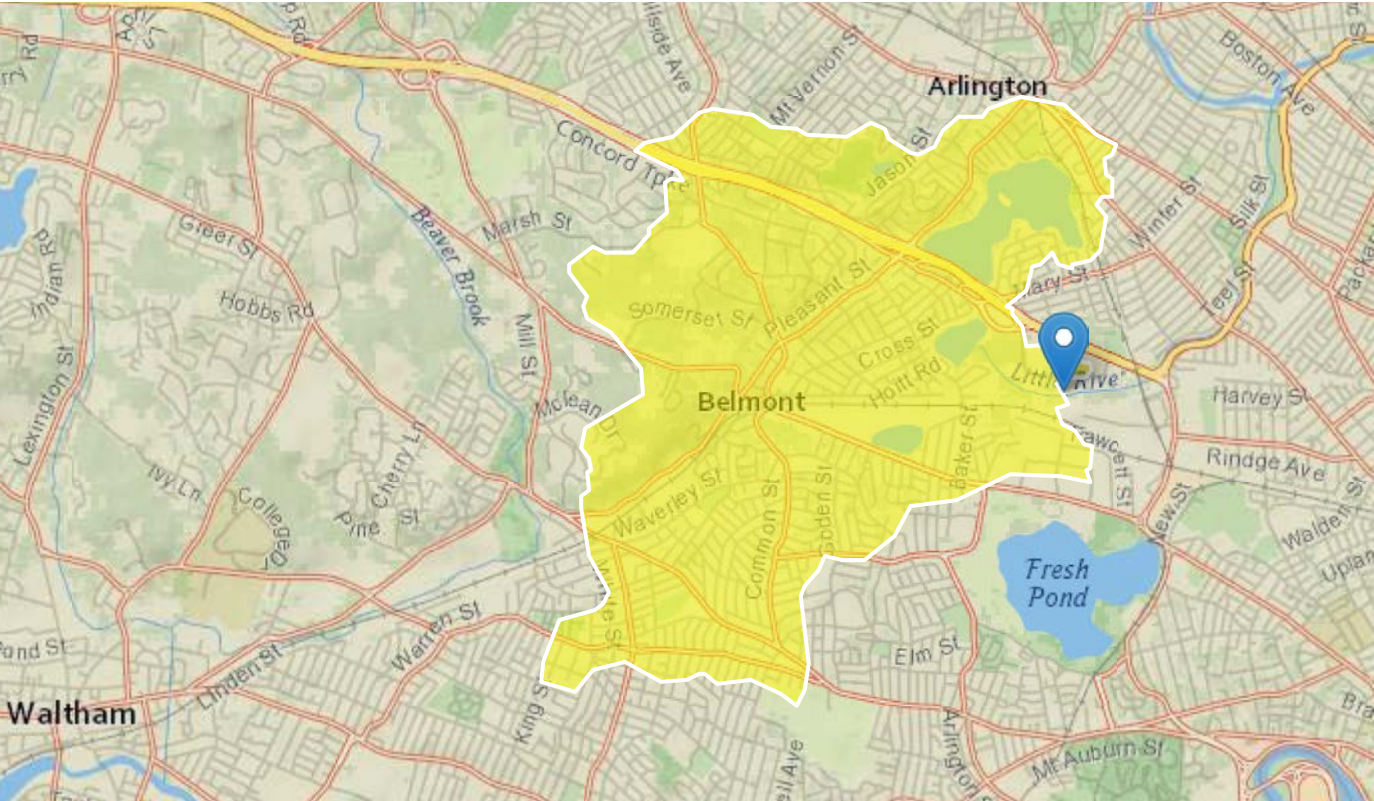 Arlington
Mt Vernon St
Boston Ave
Concord Tpke
Jason St
Marsh St
Greer St
Beaver Brook
Winter St
Silk St
Indian Rd
Hobbs Rd
Somerset St
Pleasant St
Mill St
Cross St
Hoitt Rd
Lexington St
Mclean Dr
Belmont
Harvey St
Cherry Ln
Baker St
Fawcett St
Rindge Ave
Ivy Ln
College
Pine St
Waverley St
Common St
New St
Walden St
White St
Fresh
Pond
Warren St
Elm St
Pond St
Linden St
King S
Waltham
Arlington
Mt Auburn St